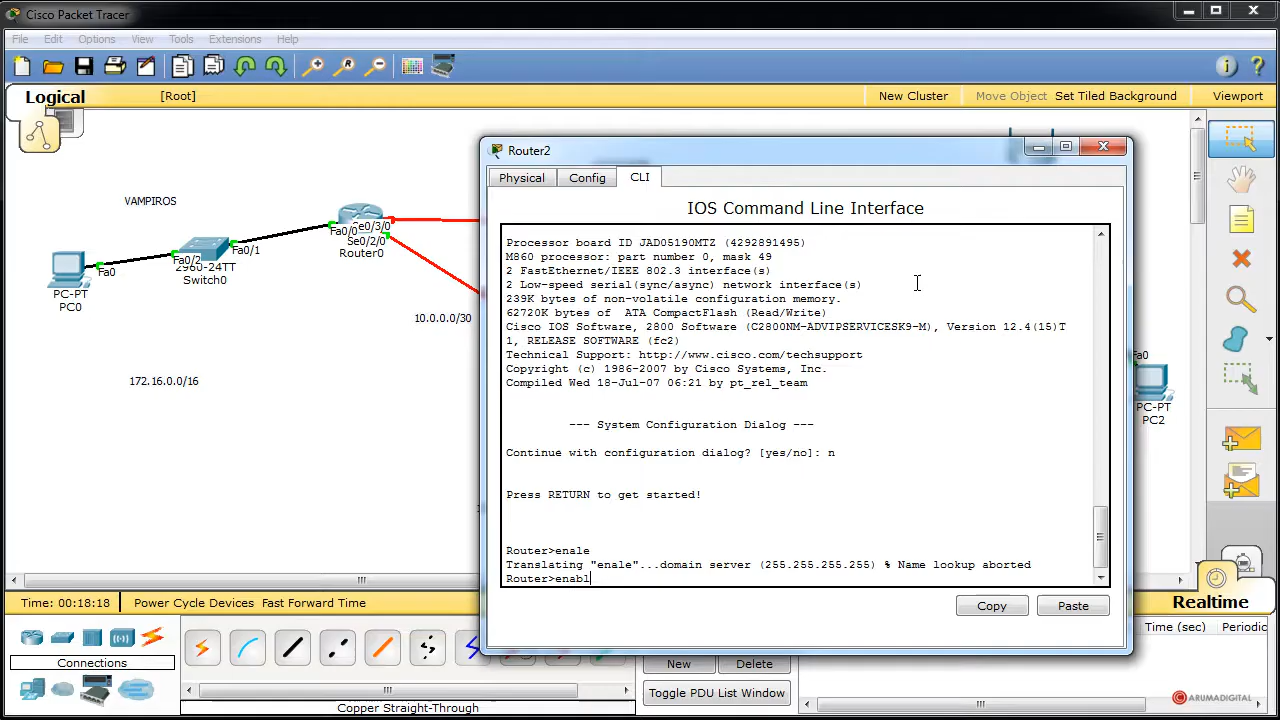 Cisco Packet Tracer
File Edit Options View Tools Extensions Help
Logical [Root] New Cluster Move Object Set Tiled Background Viewport
VAMPIROS
Fa0/0 Se0/3/0
Se0/2/0
Router0
Fa0/1
Fa0/2
2960-24TT
Switch0
Fa0
PC-PT
PC0
10.0.0.0/30
172.16.0.0/16
Router2
Physical Config CLI
IOS Command Line Interface
Processor board ID JAD05190MTZ (4292891495)
M860 processor: part number 0, mask 49
2 FastEthernet/IEEE 802.3 interface(s)
2 Low-speed serial(sync/async) network interface(s)
239K bytes of non-volatile configuration memory.
62720K bytes of  ATA CompactFlash (Read/Write)
Cisco IOS Software, 2800 Software (C2800NM-ADVIPSERVICESK9-M), Version 12.4(15)T
1, RELEASE SOFTWARE (fc2)
Technical Support: http://www.cisco.com/techsupport
Copyright (c) 1986-2007 by Cisco Systems, Inc.
Compiled Wed 18-Jul-07 06:21 by pt_rel_team
--- System Configuration Dialog ---
Continue with configuration dialog? [yes/no]: n
Press RETURN to get started!
Router>enale
Translating "enale"...domain server (255.255.255.255) % Name lookup aborted
Router>enabl
Copy Paste
Fa0
PC-PT
PC2
Time: 00:18:18 Power Cycle Devices Fast Forward Time Realtime
Connections
Copper Straight-Through
New Delete
Toggle PDU List Window
Time (sec) Periodic
ARUMADIGITAL